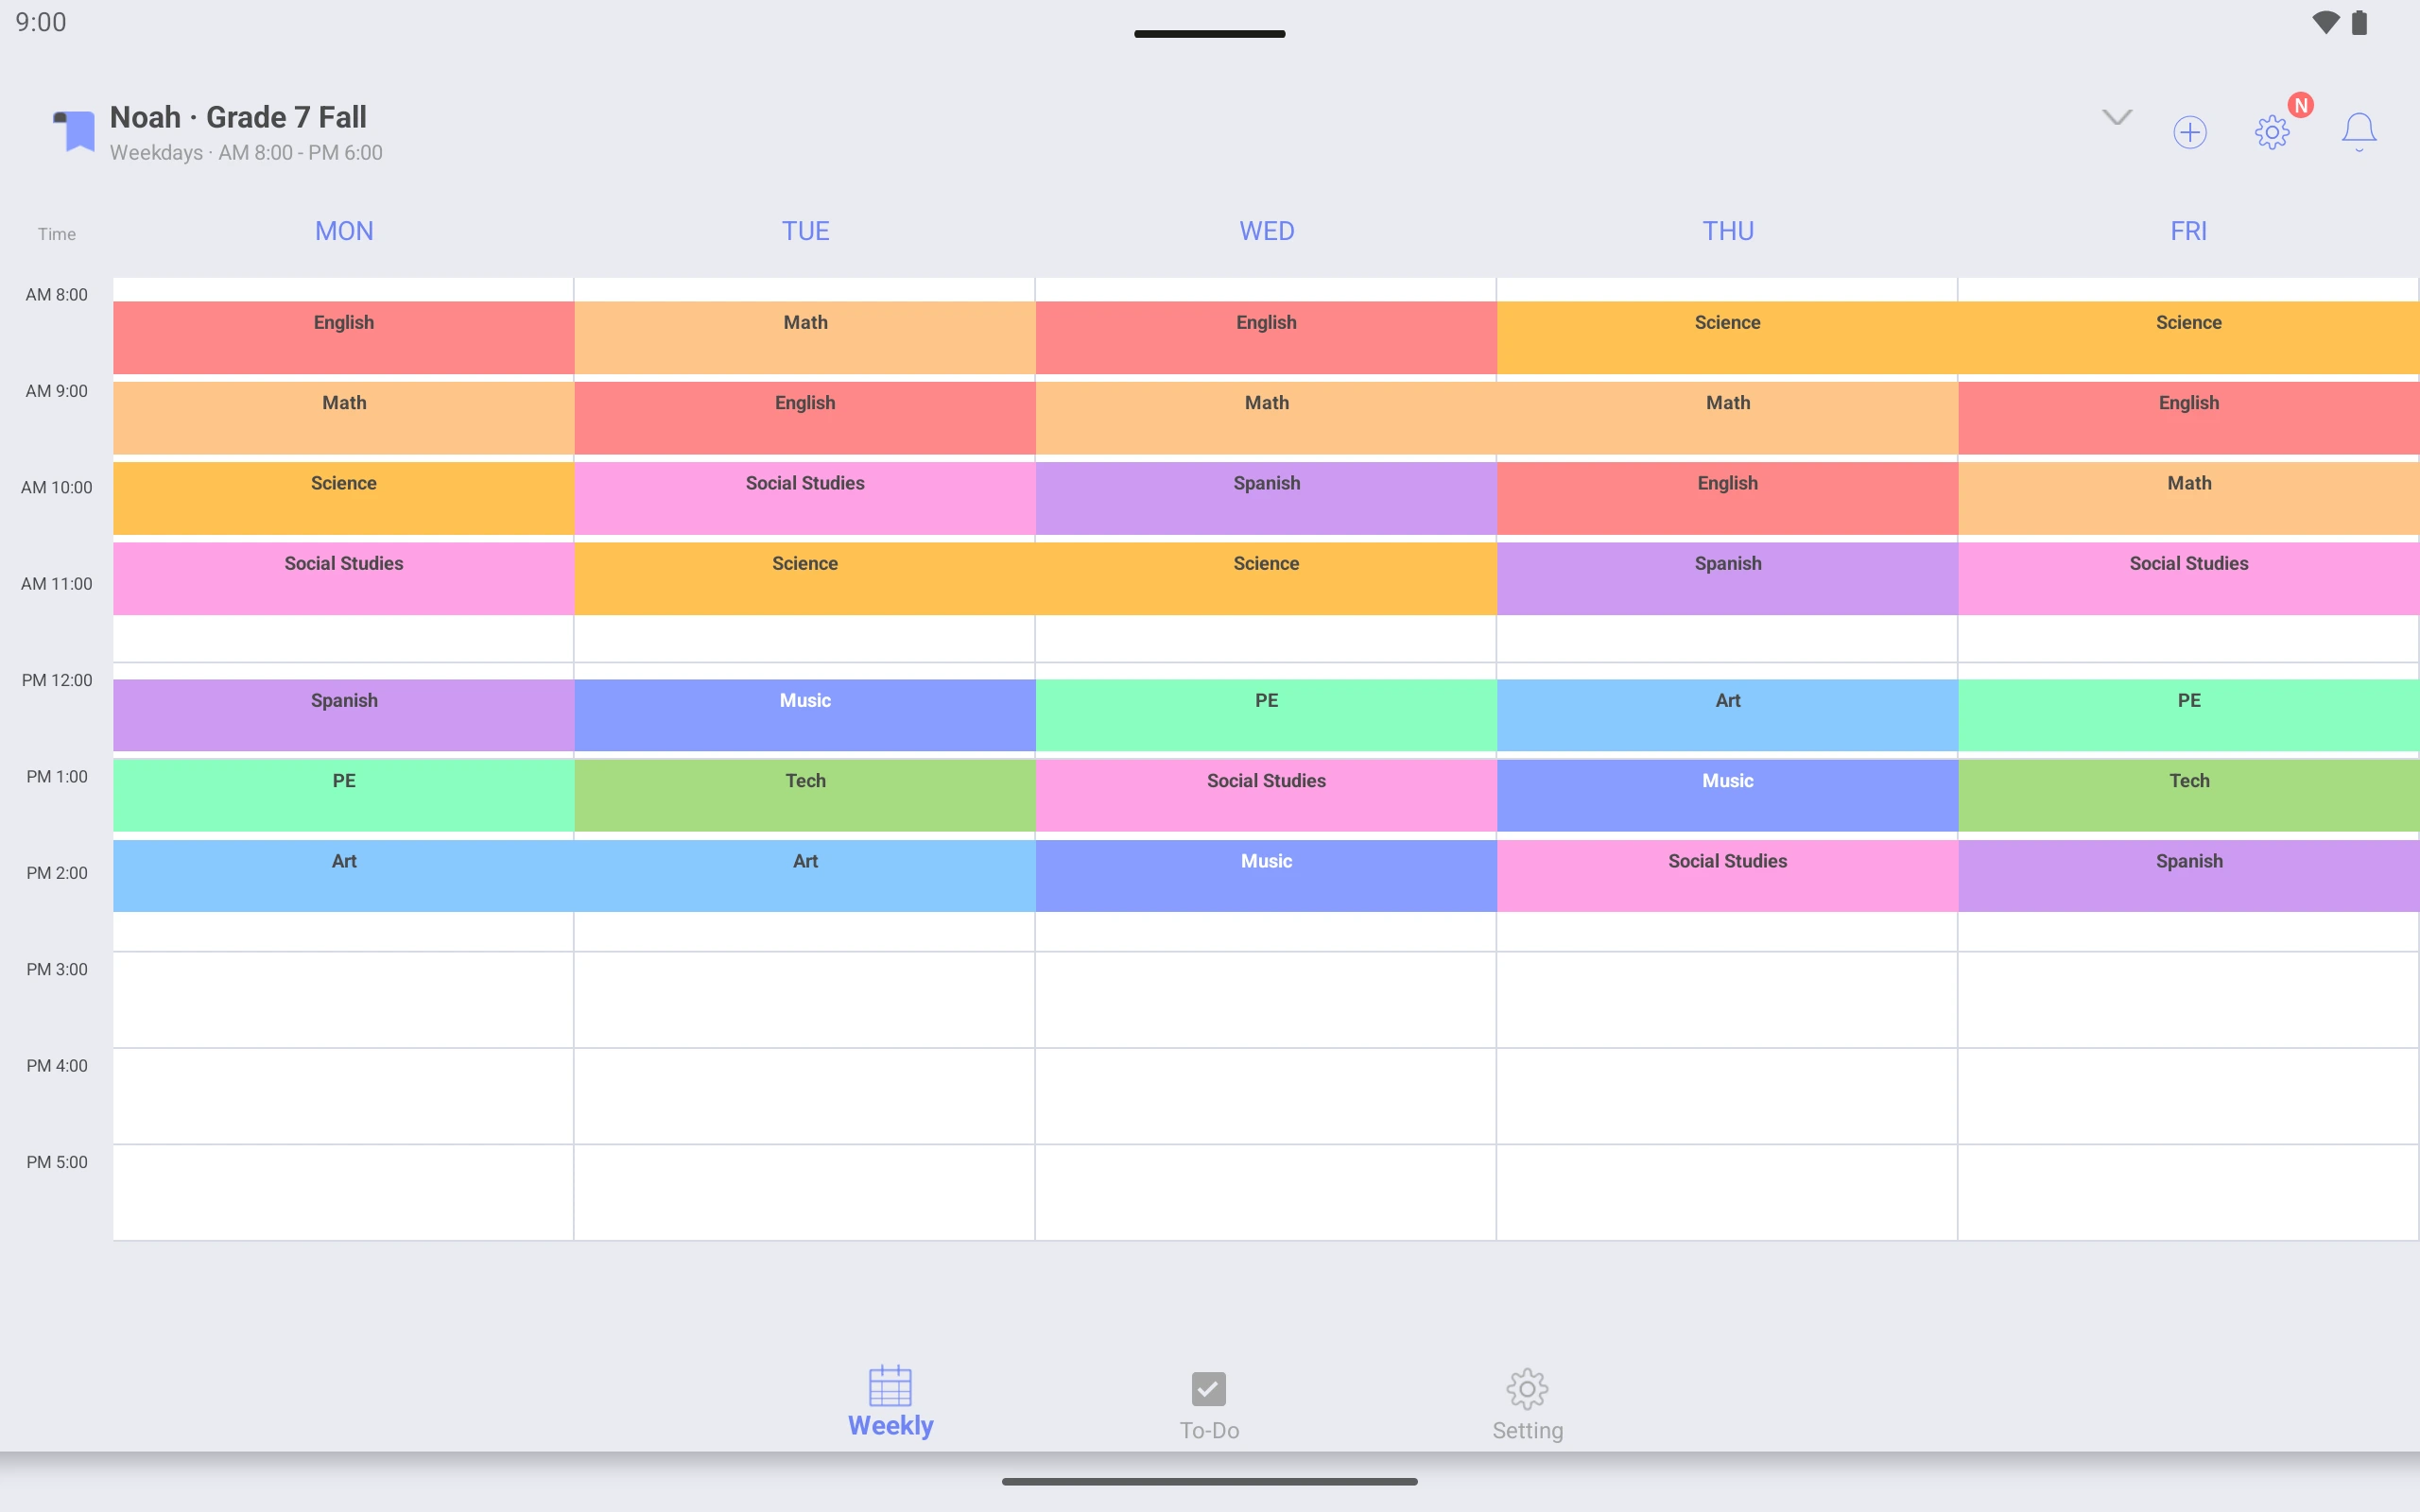 9:00
Noah · Grade 7 Fall
N
Weekdays · AM 8:00 - PM 6:00
Time MON TUE WED THU FRI
AM 8:00
English Math English Science Science
AM 9:00
Math English Math Math English
AM 10:00
Science Social Studies Spanish English Math
Social Studies Science Science Spanish Social Studies
AM 11:00
PM 12:00
Spanish Music PE Art PE
PM 1:00
PE Tech Social Studies Music Tech
Art Art Music Social Studies Spanish
PM 2:00
PM 3:00
PM 4:00
PM 5:00
Weekly To-Do Setting